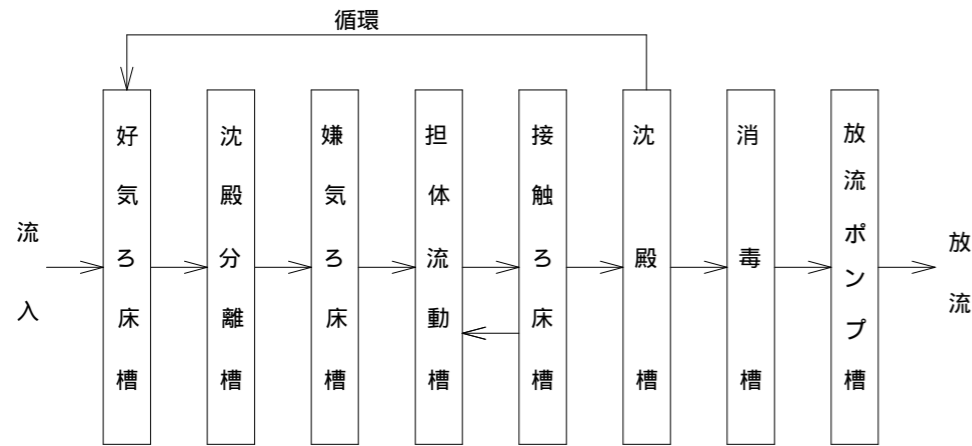 循環
流入
好気ろ床槽
沈殿分離槽
嫌気ろ床槽
担体流動槽
接触ろ床槽
沈殿槽
消毒槽
放流ポンプ槽
放流